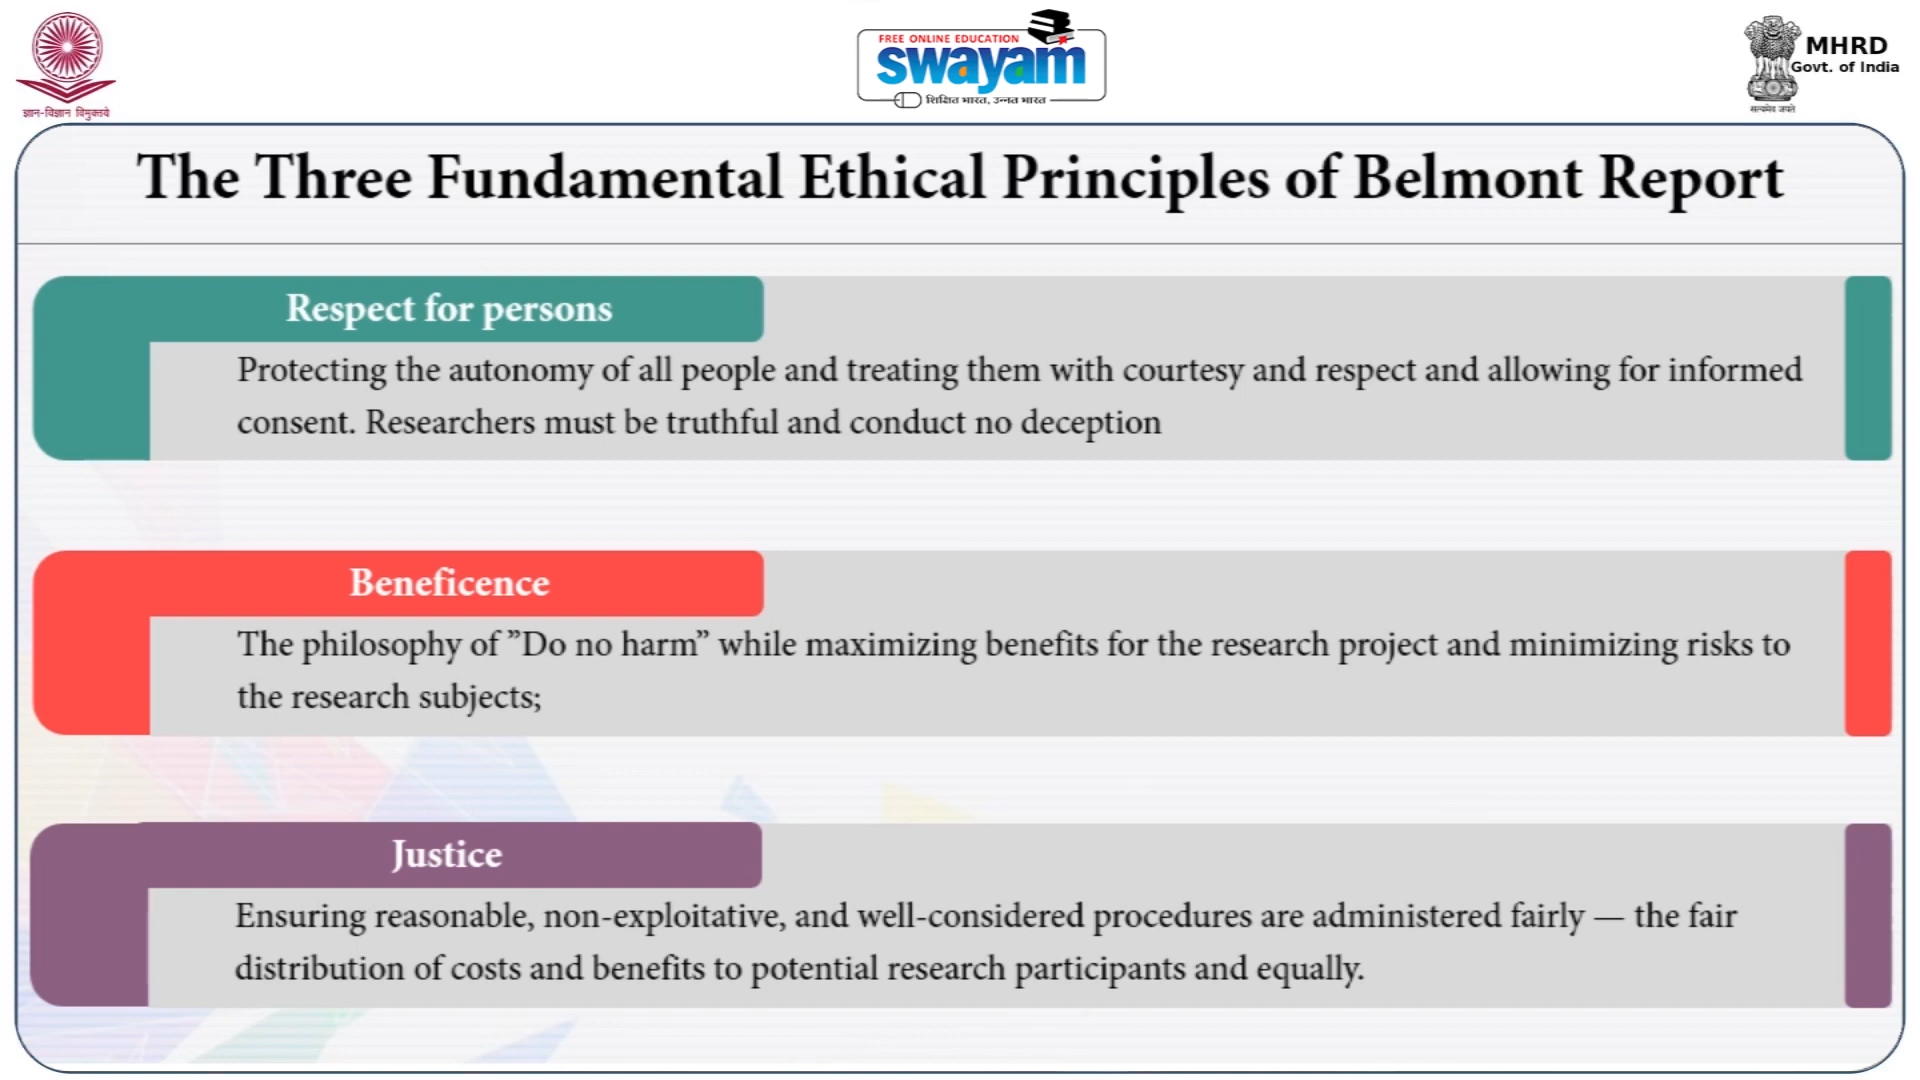 ज्ञान-विज्ञान विमुक्तये
FREE ONLINE EDUCATION
swayam
शिक्षित भारत, उन्नत भारत
MHRD
Govt. of India
सत्यमेव जयते
The Three Fundamental Ethical Principles of Belmont Report
Respect for persons
Protecting the autonomy of all people and treating them with courtesy and respect and allowing for informed
consent. Researchers must be truthful and conduct no deception
Beneficence
The philosophy of ”Do no harm” while maximizing benefits for the research project and minimizing risks to
the research subjects;
Justice
Ensuring reasonable, non-exploitative, and well-considered procedures are administered fairly — the fair
distribution of costs and benefits to potential research participants and equally.